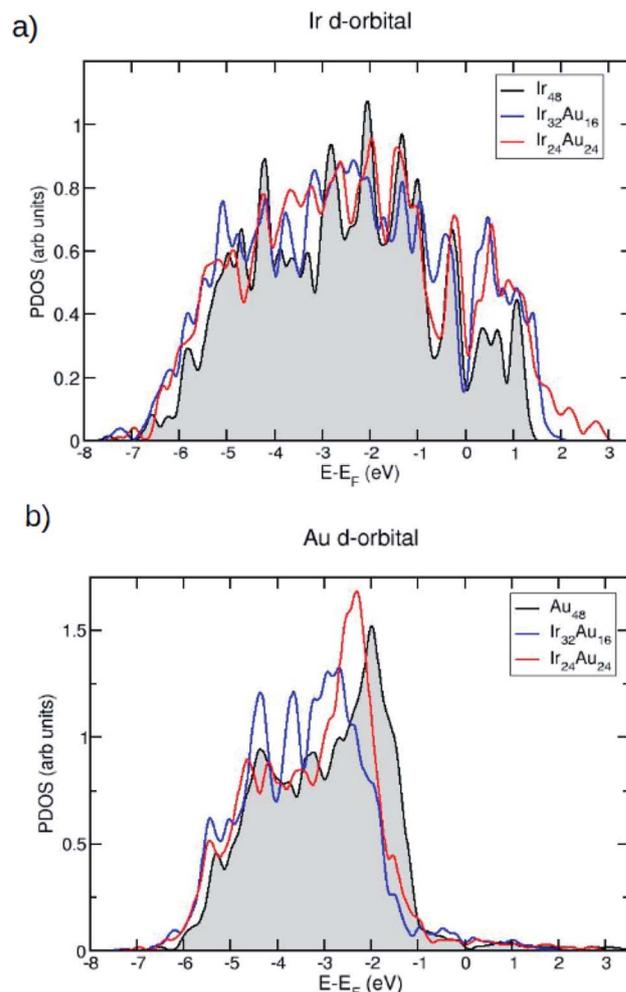 a)
Ir d-orbital
Ir48
Ir32Au16
Ir24Au24
1
0.8
0.6
0.4
0.2
0
PDOS (arb units)
-8 -7 -6 -5 -4 -3 -2 -1 0 1 2 3
E-EF (eV)
b)
Au d-orbital
Au48
Ir32Au16
Ir24Au24
1.5
1
0.5
0
PDOS (arb units)
-8 -7 -6 -5 -4 -3 -2 -1 0 1 2 3
E-EF (eV)